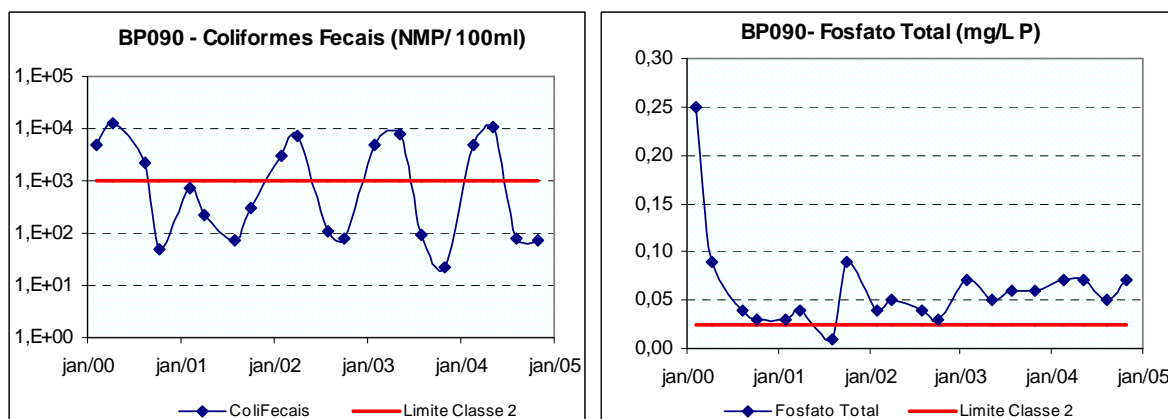 BP090 - Coliformes Fecais (NMP/ 100ml)
1,E+05
1,E+04
1,E+03
1,E+02
1,E+01
1,E+00
jan/00 jan/01 jan/02 jan/03 jan/04 jan/05
ColiFecais Limite Classe 2
BP090- Fosfato Total (mg/L P)
0,30
0,25
0,20
0,15
0,10
0,05
0,00
jan/00 jan/01 jan/02 jan/03 jan/04 jan/05
Fosfato Total Limite Classe 2